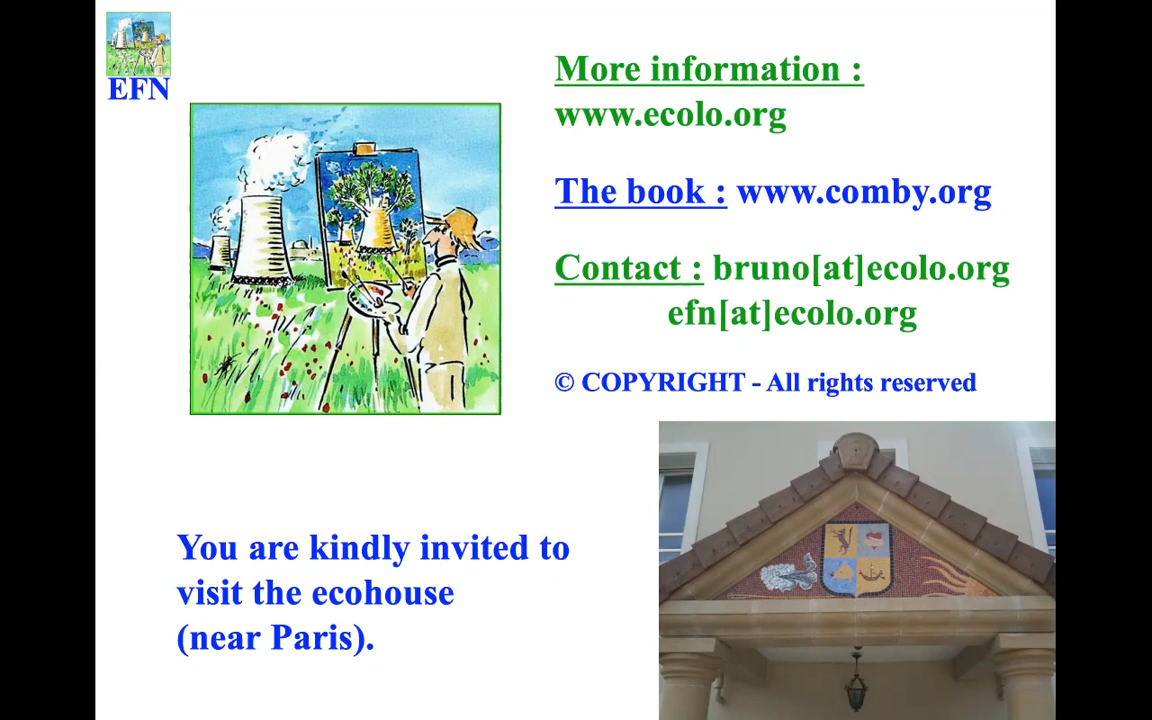 EFN
More information :
www.ecolo.org
The book : www.comby.org
Contact : bruno[at]ecolo.org
efn[at]ecolo.org
© COPYRIGHT - All rights reserved
You are kindly invited to
visit the ecohouse
(near Paris).